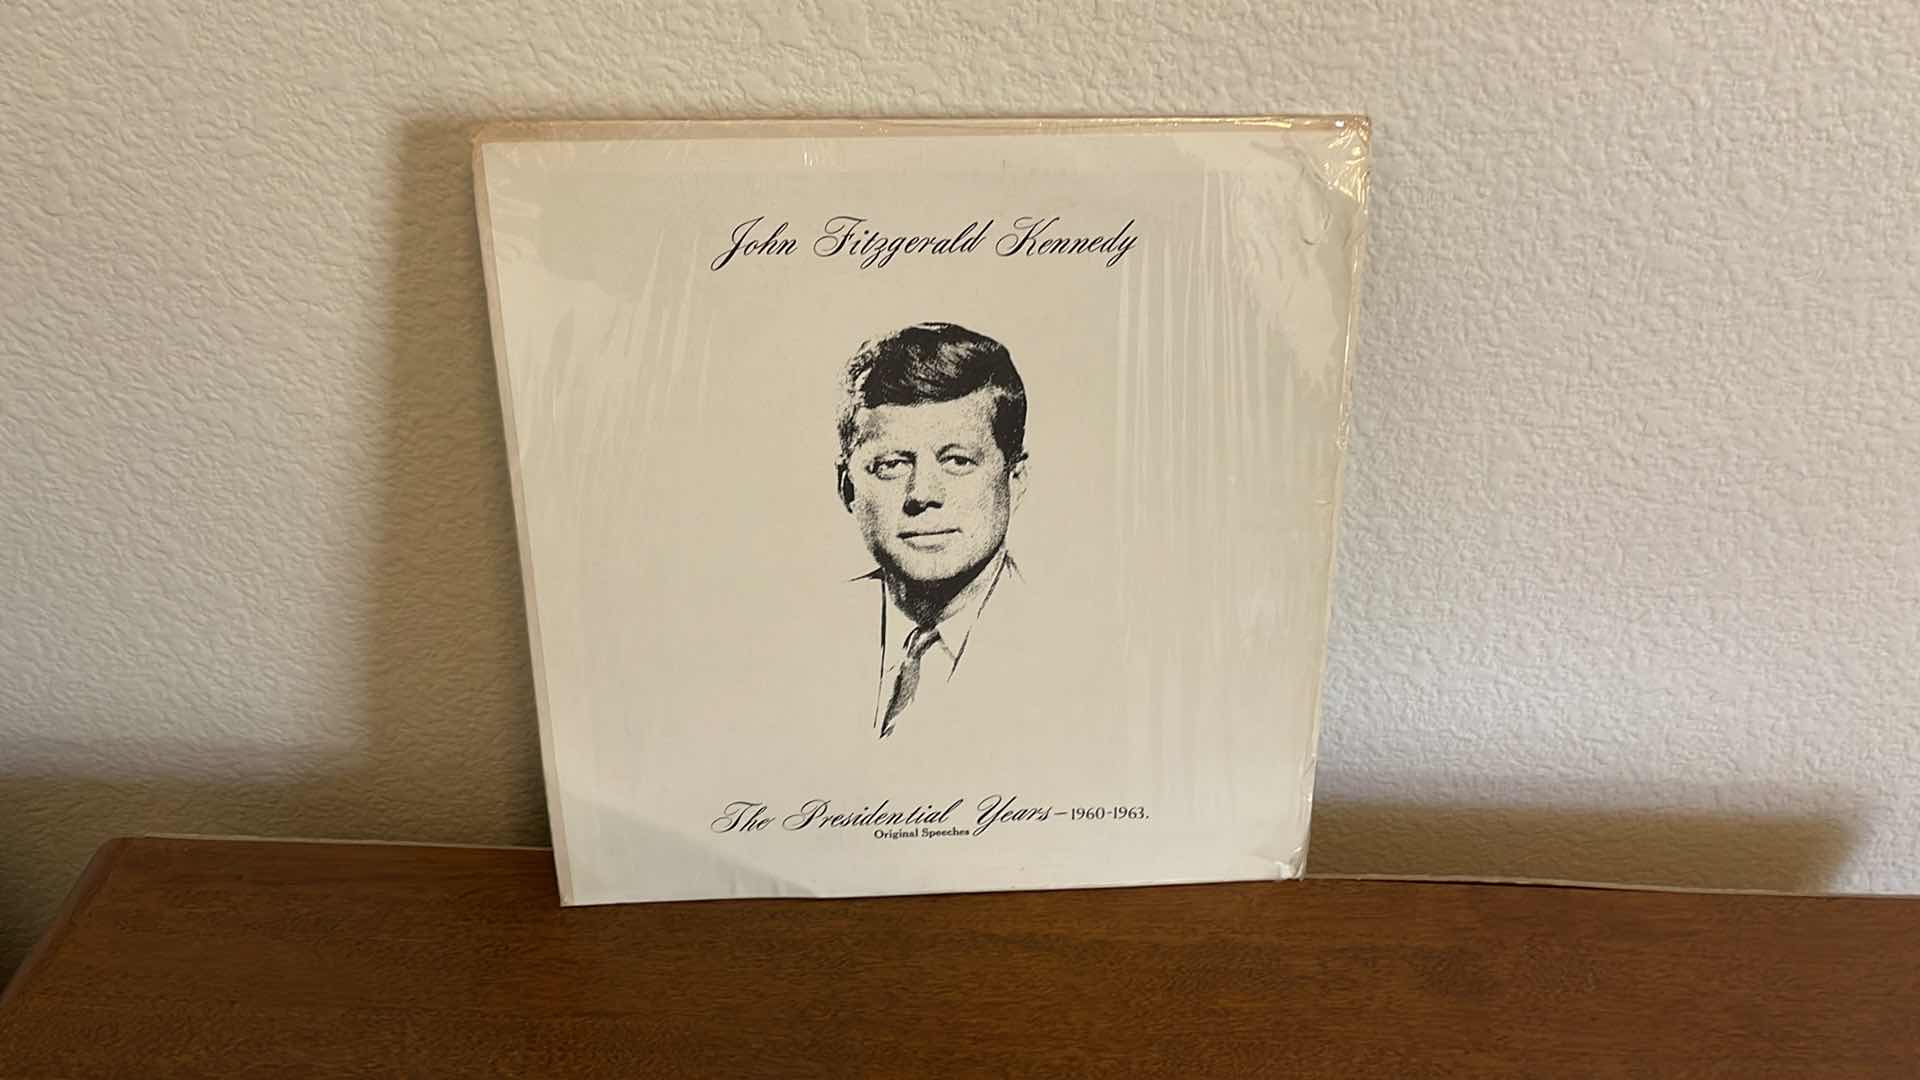 John Fitzgerald Kennedy
The Presidential Years – 1960-1963.
Original Speeches